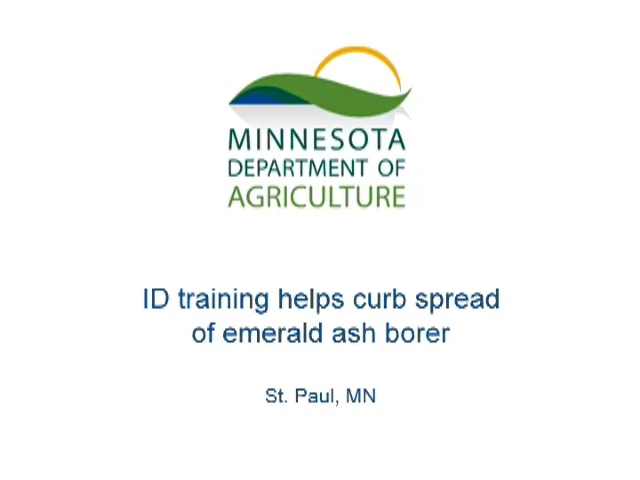 MINNESOTA
DEPARTMENT OF
AGRICULTURE
ID training helps curb spread
of emerald ash borer
St. Paul, MN